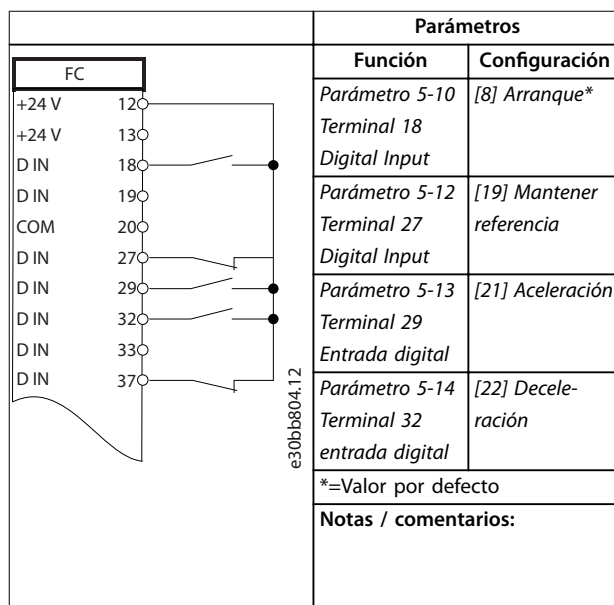 FC
+24 V 12
+24 V 13
D IN 18
D IN 19
COM 20
D IN 27
D IN 29
D IN 32
D IN 33
D IN 37
e30bb804.12
Parámetros
Función Configuración
Parámetro 5-10 [8] Arranque*
Terminal 18
Digital Input
Parámetro 5-12 [19] Mantener
Terminal 27 referencia
Digital Input
Parámetro 5-13 [21] Aceleración
Terminal 29
Entrada digital
Parámetro 5-14 [22] Decele-
Terminal 32 ración
entrada digital
*=Valor por defecto
Notas / comentarios: